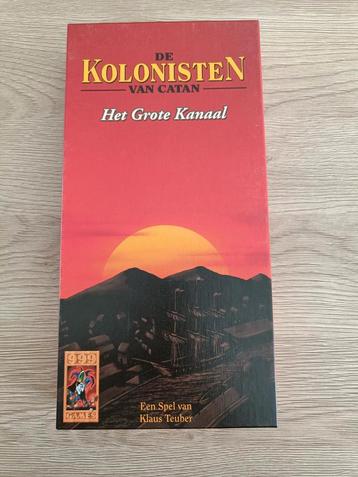 DE
KOLONISTEN
VAN CATAN
Het Grote Kanaal
999
GAMES
Een Spel van
Klaus Teuber